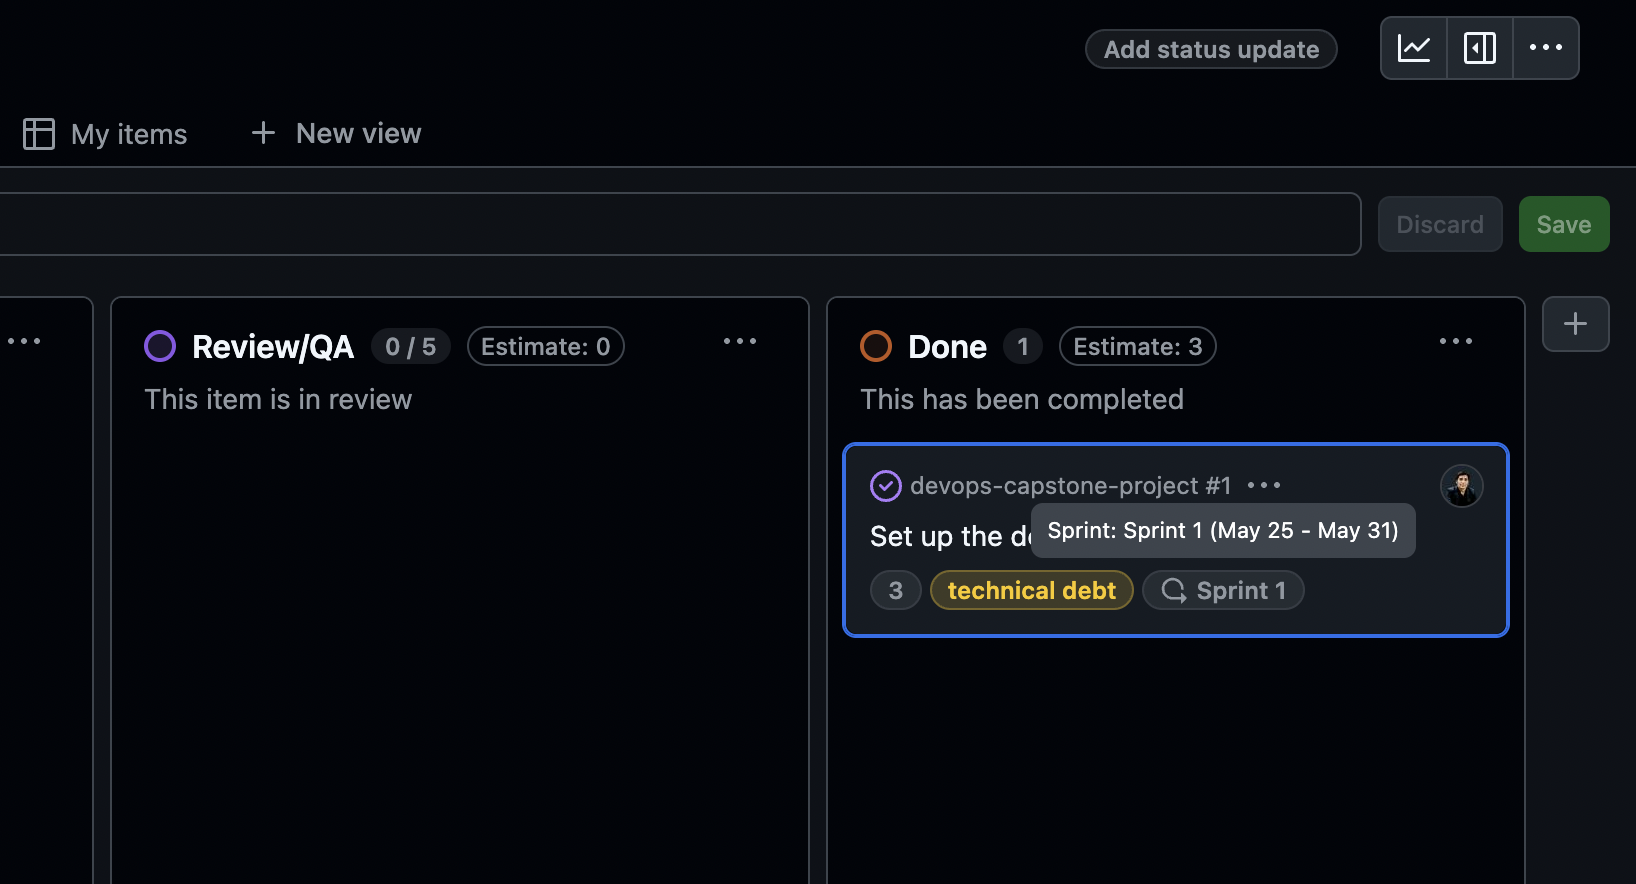 Add status update
My items
New view
Discard
Save
Review/QA 0 / 5 Estimate: 0
This item is in review
Done 1 Estimate: 3
This has been completed
devops-capstone-project #1
Set up the
Sprint: Sprint 1 (May 25 - May 31)
3 technical debt Sprint 1